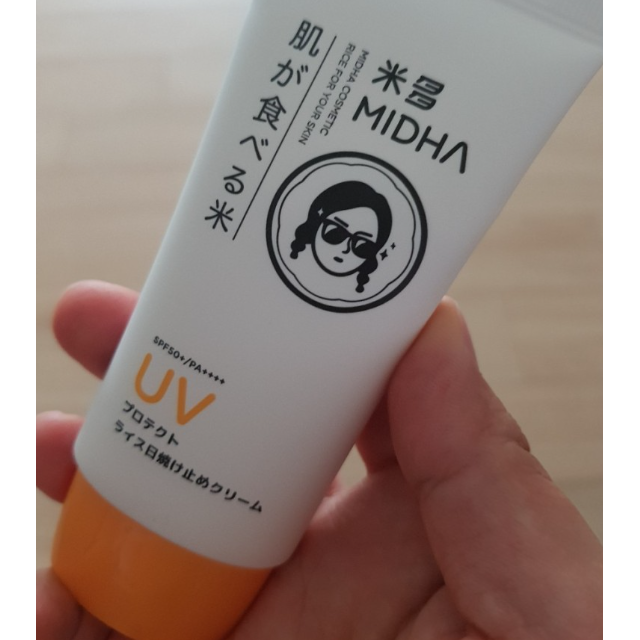 米多
MIDHA
MIDHA COSMETIC
RICE FOR YOUR SKIN
肌が食べる米
SPF50+/PA++++
UV
プロテクト
ライス日焼け止めクリーム